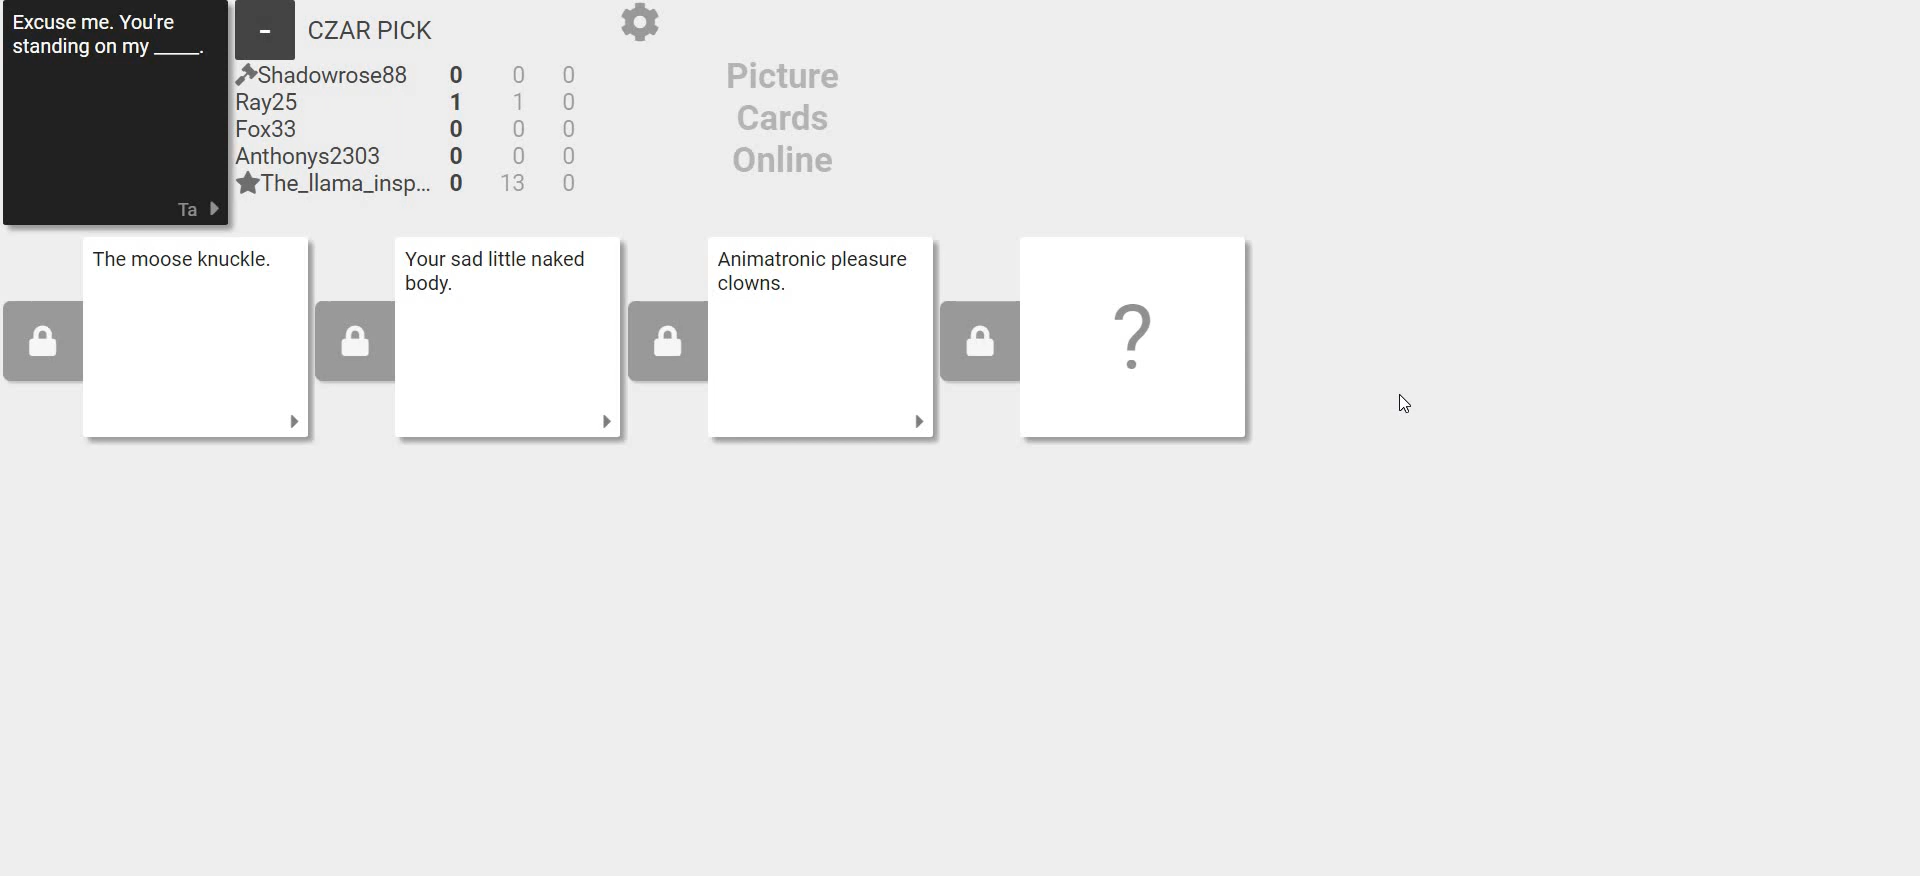 Excuse me. You're
standing on my _____.
Ta
-
CZAR PICK
Shadowrose88 0 0 0
Ray25 1 1 0
Fox33 0 0 0
Anthonys2303 0 0 0
The_llama_insp... 0 13 0
Picture
Cards
Online
The moose knuckle.
Your sad little naked
body.
Animatronic pleasure
clowns.
?